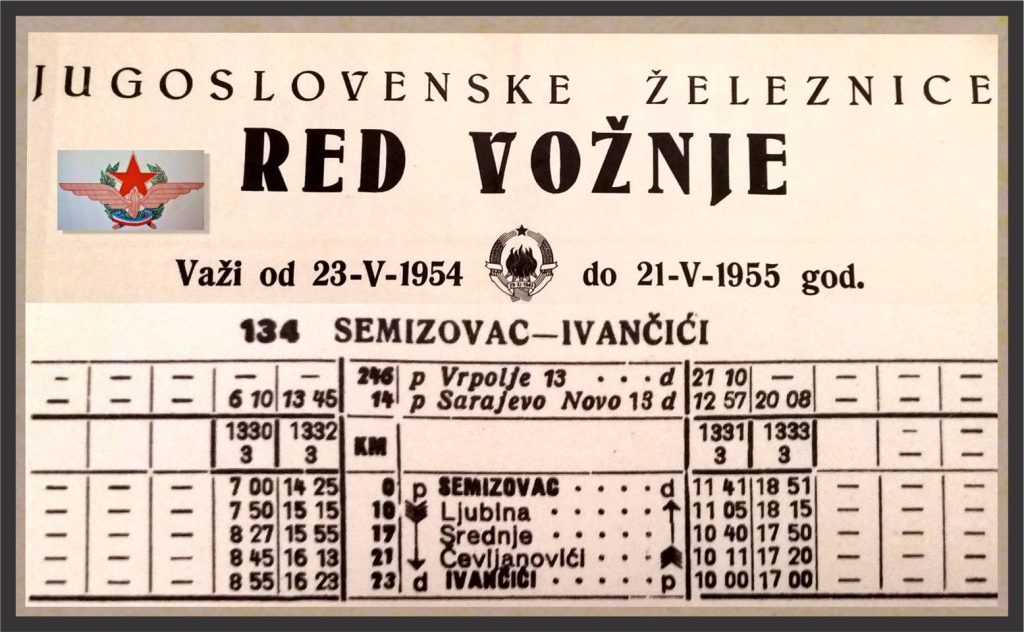 JUGOSLOVENSKE ŽELEZNICE
RED VOŽNJE
Važi od 23-V-1954 do 21-V-1955 god.
134 SEMIZOVAC—IVANČIĆI
— — — — — 246 p Vrpolje 13 · · · d 21 10 — — — —
— — — 6 10 13 45 14 p Sarajevo Novo 13 d 12 57 20 08 — — —
1330 1332 KM 1331 1333 — —
3 3 3 3 — —
— — — 7 00 14 25 0 p SEMIZOVAC · · · · d 11 41 18 51 — — —
— — — 7 50 15 15 10 Ljubina · · · · · 11 05 18 15 — — —
— — — 8 27 15 55 17 Srednje · · · · 10 40 17 50 — — —
— — — 8 45 16 13 21 Čevljanovići · · · 10 11 17 20 — — —
— — — 8 55 16 23 23 d IVANČIĆI · · · · · p 10 00 17 00 — — —